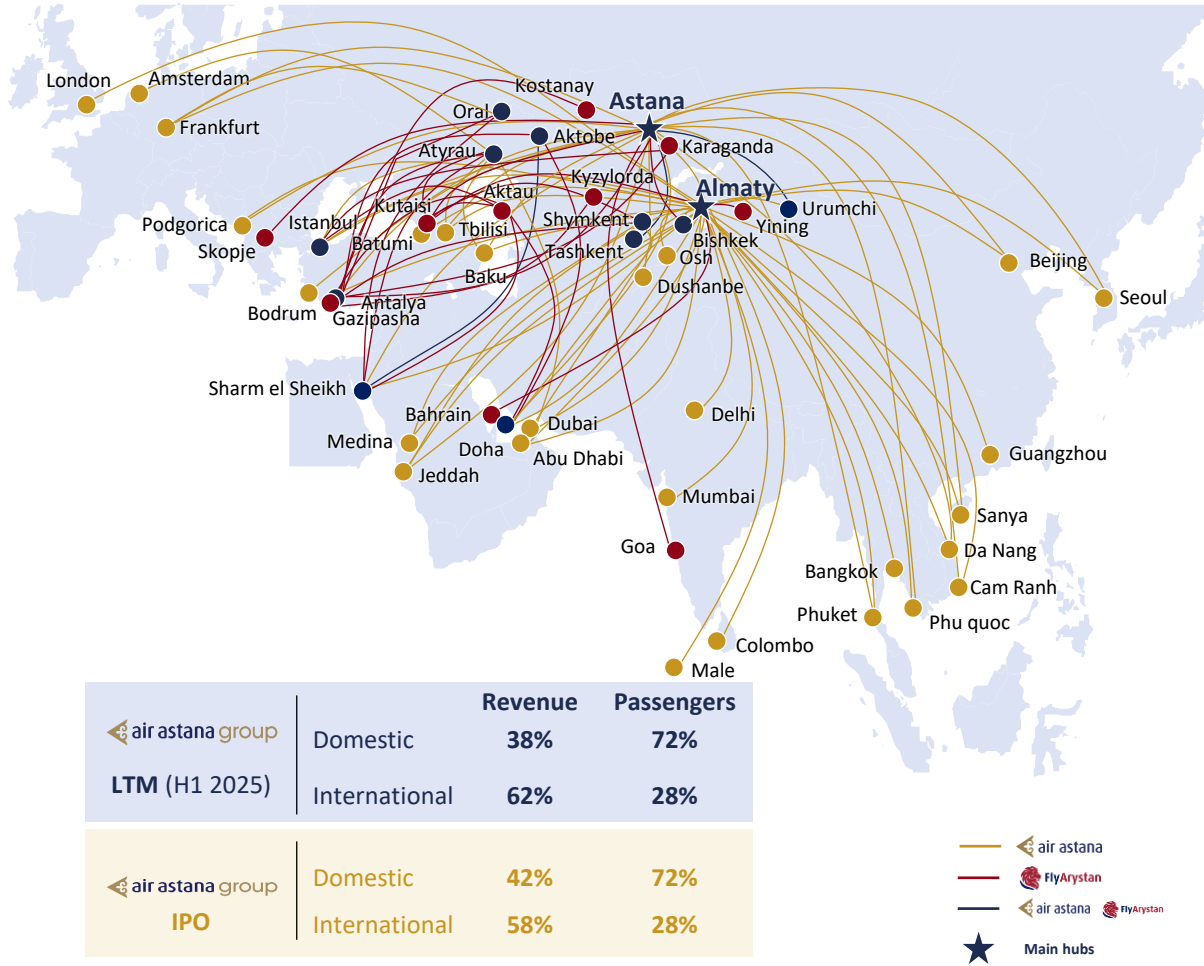 London
Amsterdam
Frankfurt
Kostanay
Astana
Oral
Aktobe
Atyrau
Karaganda
Aktau
Kyzylorda
Almaty
Podgorica
Skopje
Istanbul
Kutaisi
Batumi
Tbilisi
Shymkent
Tashkent
Bishkek
Yining
Urumchi
Baku
Osh
Dushanbe
Beijing
Seoul
Bodrum
Antalya
Gazipasha
Sharm el Sheikh
Bahrain
Delhi
Medina
Doha
Dubai
Abu Dhabi
Jeddah
Guangzhou
Mumbai
Sanya
Goa
Da Nang
Bangkok
Cam Ranh
Phuket
Phu quoc
Colombo
Male
Revenue Passengers
air astana group
LTM (H1 2025)
Domestic 38% 72%
International 62% 28%
air astana group
IPO
Domestic 42% 72%
International 58% 28%
air astana
FlyArystan
air astana FlyArystan
Main hubs